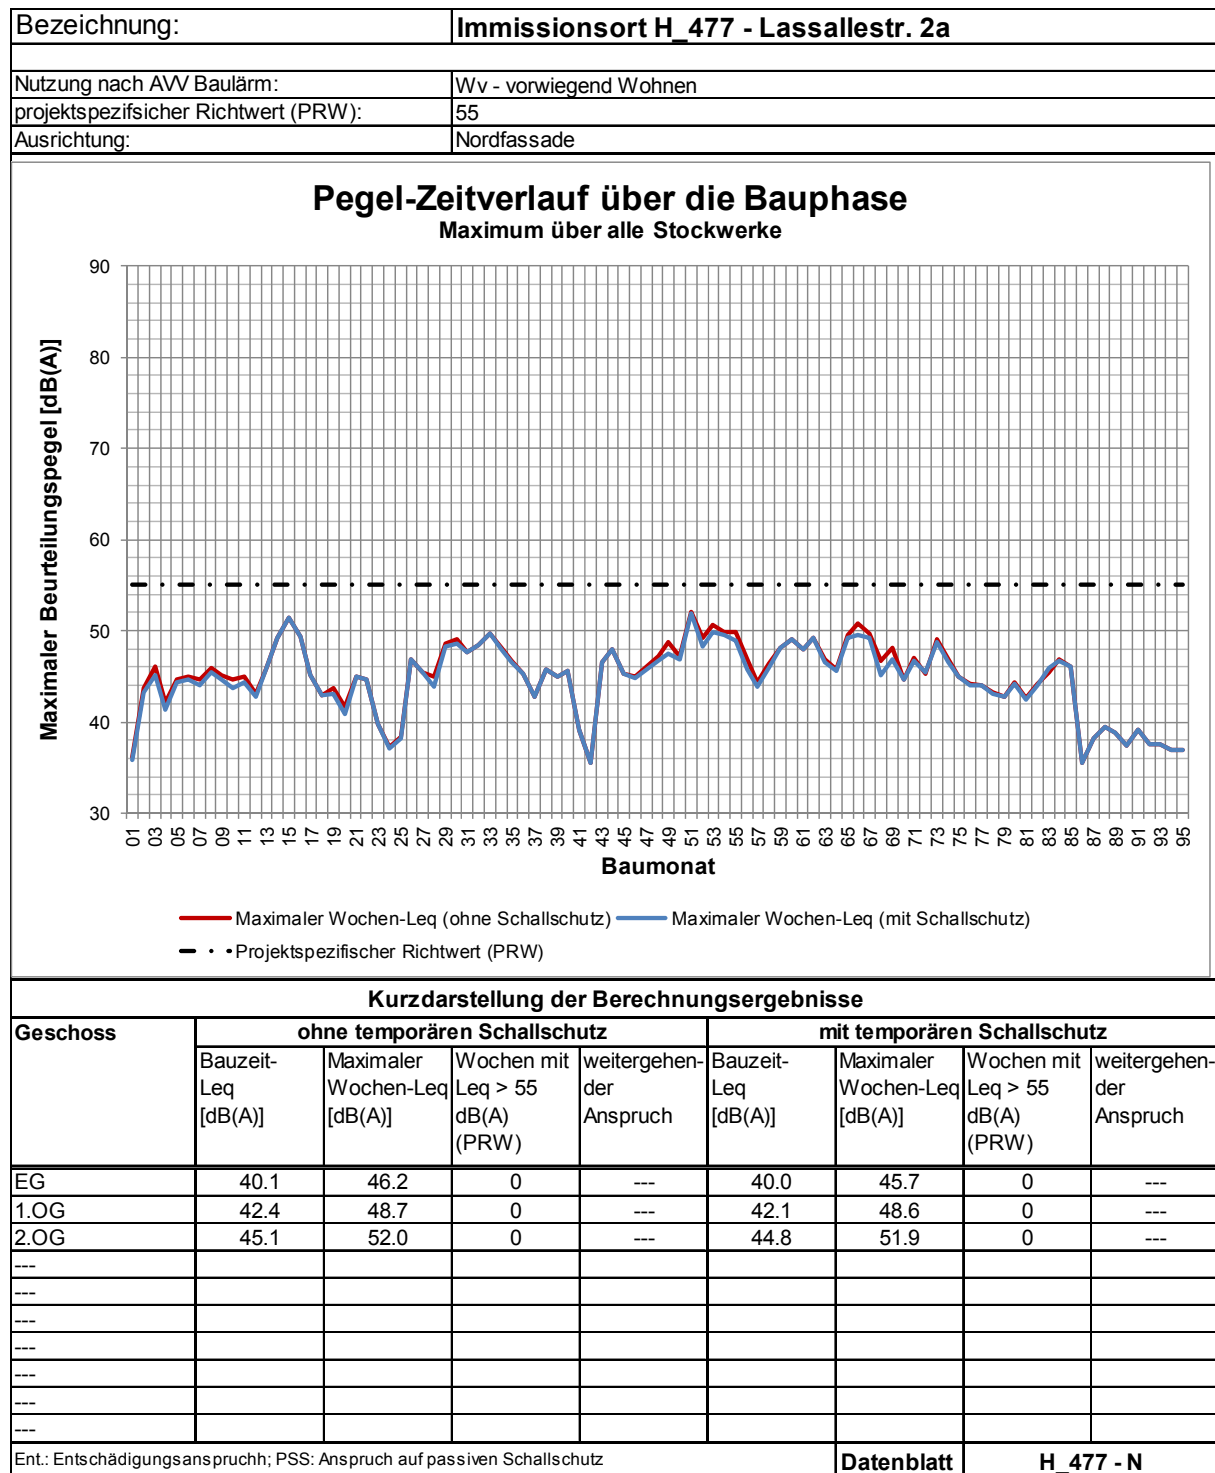 Bezeichnung: Immissionsort H_477 - Lassallestr. 2a
Nutzung nach AVV Baulärm: Wv - vorwiegend Wohnen
projektspezifsicher Richtwert (PRW): 55
Ausrichtung: Nordfassade
Pegel-Zeitverlauf über die Bauphase
Maximum über alle Stockwerke
Maximaler Beurteilungspegel [dB(A)]
90
80
70
60
50
40
30
01 03 05 07 09 11 13 15 17 19 21 23 25 27 29 31 33 35 37 39 41 43 45 47 49 51 53 55 57 59 61 63 65 67 69 71 73 75 77 79 81 83 85 87 89 91 93 95
Baumonat
Maximaler Wochen-Leq (ohne Schallschutz) Maximaler Wochen-Leq (mit Schallschutz)
Projektspezifischer Richtwert (PRW)
Kurzdarstellung der Berechnungsergebnisse
Geschoss ohne temporären Schallschutz mit temporären Schallschutz
Bauzeit- Maximaler Wochen mit weitergehen- Bauzeit- Maximaler Wochen mit weitergehen-
Leq Wochen-Leq Leq > 55 der Leq Wochen-Leq Leq > 55 der
[dB(A)] [dB(A)] dB(A) Anspruch [dB(A)] [dB(A)] dB(A) Anspruch
(PRW) (PRW)
EG 40.1 46.2 0 --- 40.0 45.7 0 ---
1.OG 42.4 48.7 0 --- 42.1 48.6 0 ---
2.OG 45.1 52.0 0 --- 44.8 51.9 0 ---
---
---
---
---
---
---
---
Ent.: Entschädigungsanspruchh; PSS: Anspruch auf passiven Schallschutz Datenblatt H_477 - N